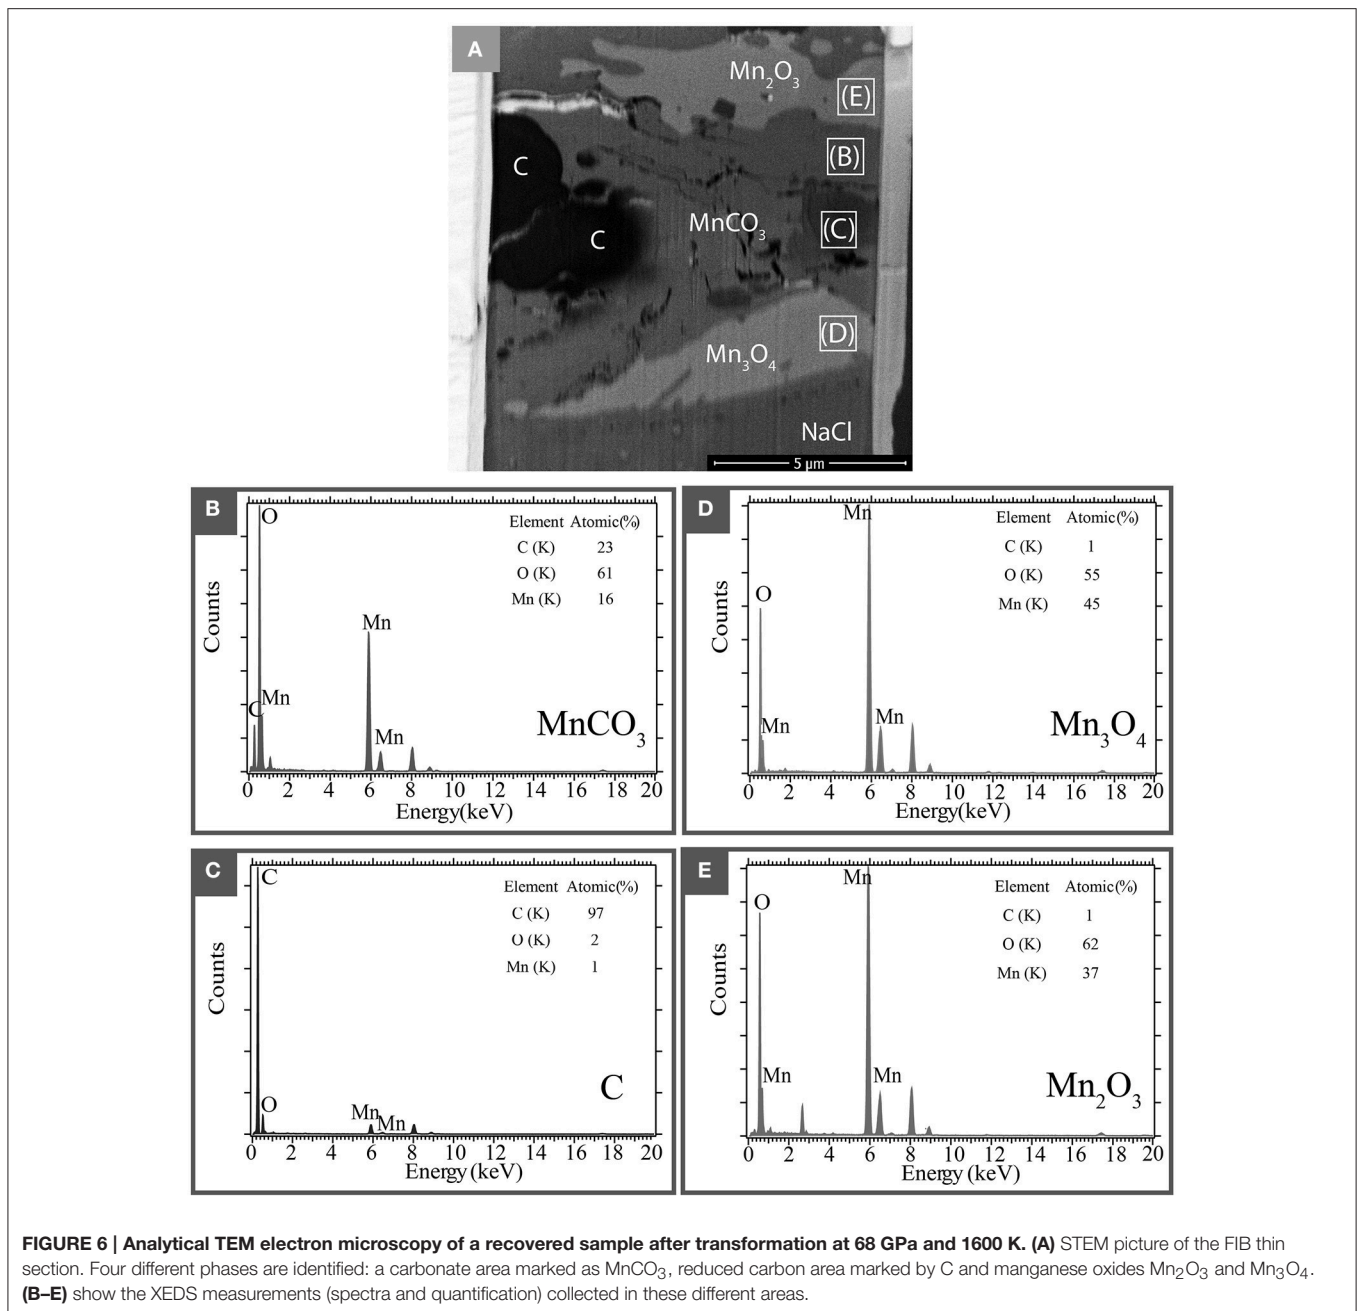 A
Mn2O3
(E)
C
(B)
MnCO3
(C)
C
(D)
Mn3O4
NaCl
5 µm
B
O
Element Atomic(%)
C (K) 23
O (K) 61
Mn (K) 16
Mn
Mn
C
Mn
MnCO3
Counts
0 2 4 6 8 10 12 14 16 18 20
Energy(keV)
D
Mn
Element Atomic(%)
C (K) 1
O (K) 55
Mn (K) 45
O
Mn
Mn
Mn3O4
Counts
0 2 4 6 8 10 12 14 16 18 20
Energy(keV)
C
C
Element Atomic(%)
C (K) 97
O (K) 2
Mn (K) 1
O
Mn
Mn
C
Counts
0 2 4 6 8 10 12 14 16 18 20
Energy (keV)
E
Mn
Element Atomic(%)
C (K) 1
O (K) 62
Mn (K) 37
O
Mn
Mn
Mn2O3
Counts
0 2 4 6 8 10 12 14 16 18 20
Energy (keV)
FIGURE 6 | Analytical TEM electron microscopy of a recovered sample after transformation at 68 GPa and 1600 K. (A) STEM picture of the FIB thin
section. Four different phases are identified: a carbonate area marked as MnCO3, reduced carbon area marked by C and manganese oxides Mn2O3 and Mn3O4.
(B–E) show the XEDS measurements (spectra and quantification) collected in these different areas.